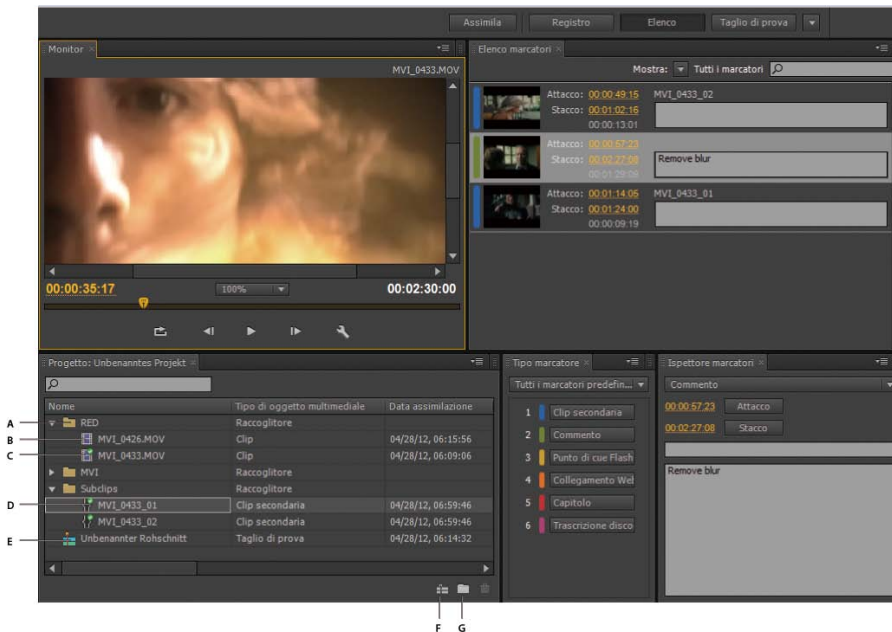 Assimila Registro Elenco Taglio di prova
Monitor
MVI_0433.MOV
00:00:35:17 100% 00:02:30:00
Elenco marcatori
Mostra: Tutti i marcatori
Attacco: 00:00:49:15 MVI_0433_02
Stacco: 00:01:02:16
00:00:13:01
Attacco: 00:00:57:23
Stacco: 00:02:27:08 Remove blur
00:01:29:09
Attacco: 00:01:14:05 MVI_0433_01
Stacco: 00:01:24:00
00:00:09:19
Progetto: Unbenanntes Projekt
Nome Tipo di oggetto multimediale Data assimilazione
A RED Raccoglitore
B MVI_0426.MOV Clip 04/28/12, 06:15:56
C MVI_0433.MOV Clip 04/28/12, 06:09:06
MVI Raccoglitore
Subclips Raccoglitore
D MVI_0433_01 Clip secondaria 04/28/12, 06:59:46
MVI_0433_02 Clip secondaria 04/28/12, 06:59:46
E Unbenannter Rohschnitt Taglio di prova 04/28/12, 06:14:32
F G
Tipo marcatore
Tutti i marcatori predefin...
1 Clip secondaria
2 Commento
3 Punto di cue Flash
4 Collegamento Wel
5 Capitolo
6 Trascrizione disco
Ispettore marcatori
Commento
00:00:57:23 Attacco
00:02:27:08 Stacco
Remove blur